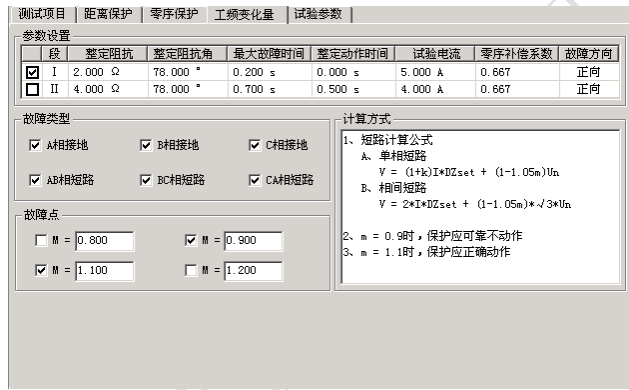 测试项目 距离保护 零序保护 工频变化量 试验参数
参数设置
段 整定阻抗 整定阻抗角 最大故障时间 整定动作时间 试验电流 零序补偿系数 故障方向
I 2.000 Ω 78.000 ° 0.200 s 0.000 s 5.000 A 0.667 正向
II 4.000 Ω 78.000 ° 0.700 s 0.500 s 4.000 A 0.667 正向
故障类型
A相接地 B相接地 C相接地
AB相短路 BC相短路 CA相短路
故障点
M = 0.800 M = 0.900
M = 1.100 M = 1.200
计算方式
1、短路计算公式
A、单相短路
V = (1+k)I*DZset + (1-1.05m)Un
B、相间短路
V = 2*I*DZset + (1-1.05m)*√3*Un
2、m = 0.9时，保护应可靠不动作
3、m = 1.1时，保护应正确动作